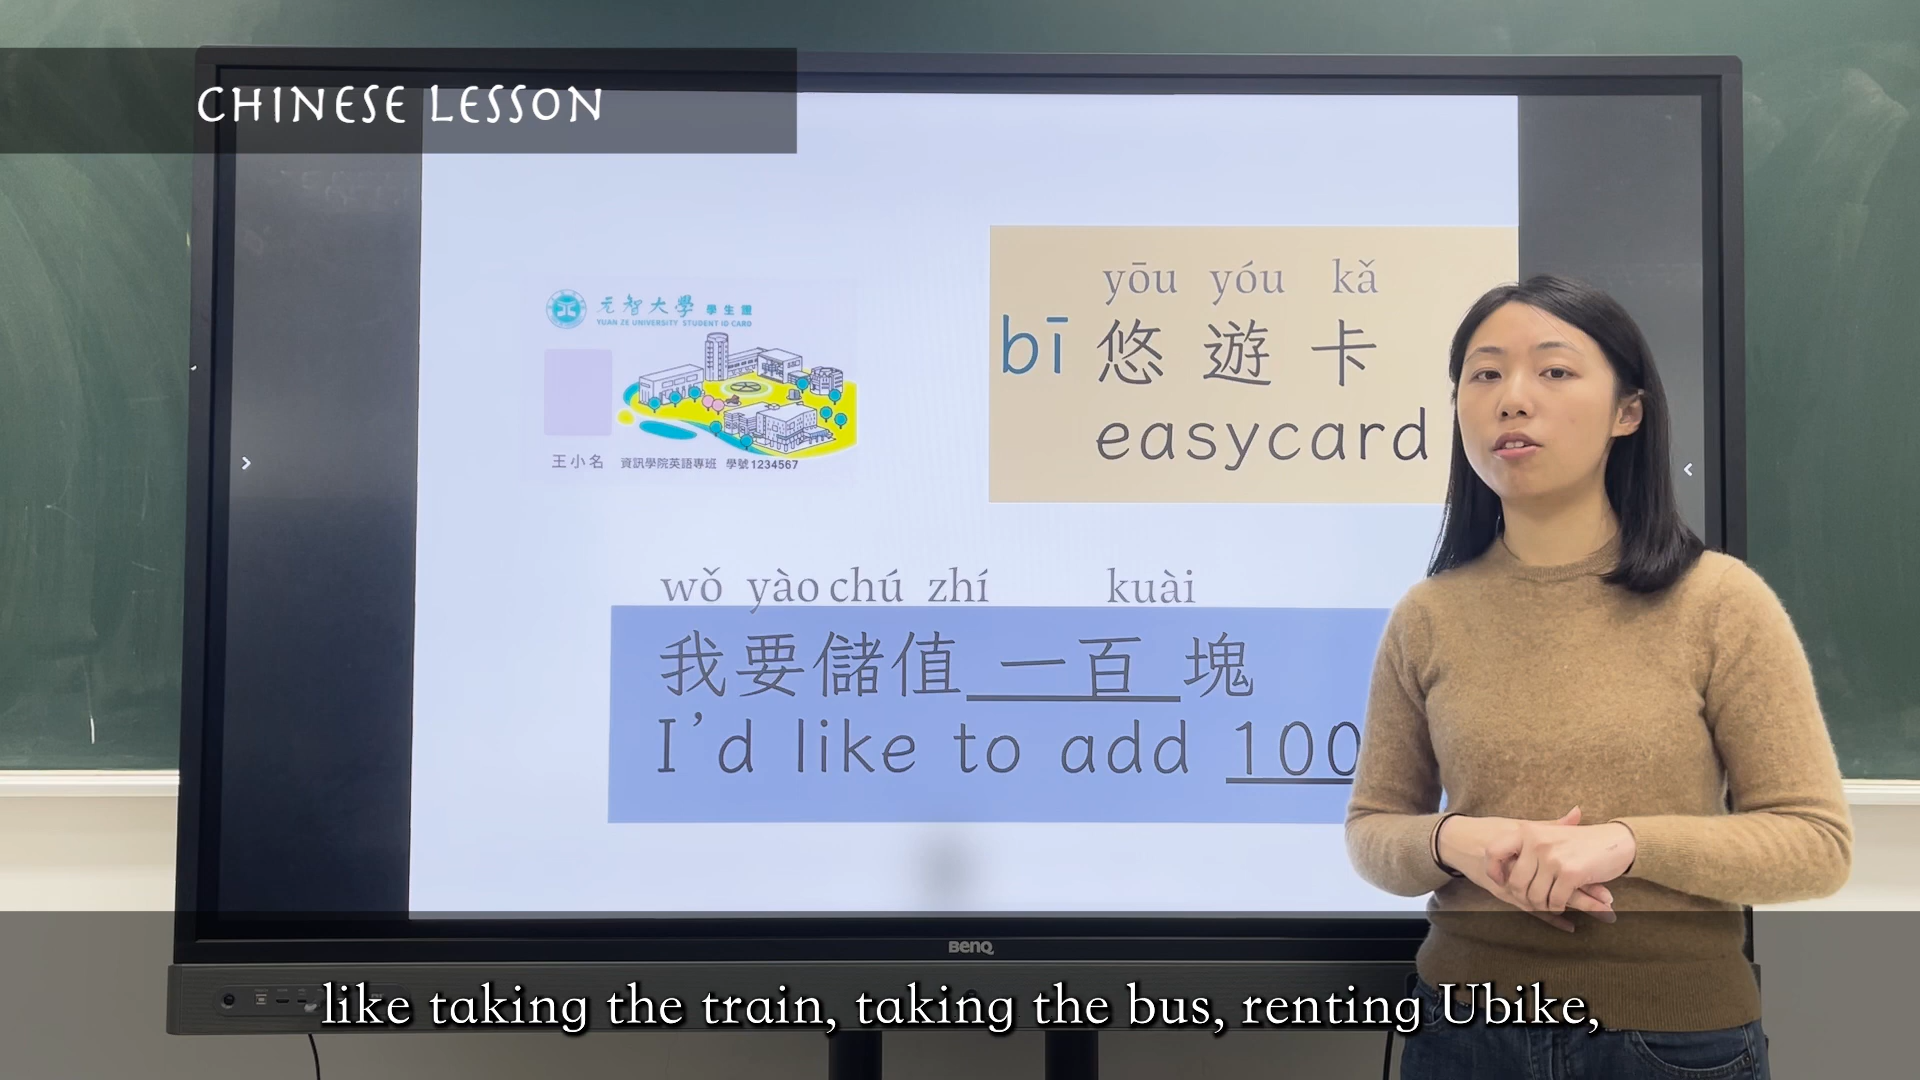 CHINESE LESSON
元智大學 學生證
YUAN ZE UNIVERSITY STUDENT ID CARD
王小名 資訊學院英語專班 學號1234567
yōu yóu kǎ
bī 悠遊卡
easycard
wǒ yào chú zhí kuài
我要儲值 一百 塊
I'd like to add 100
BenQ
like taking the train, taking the bus, renting Ubike,